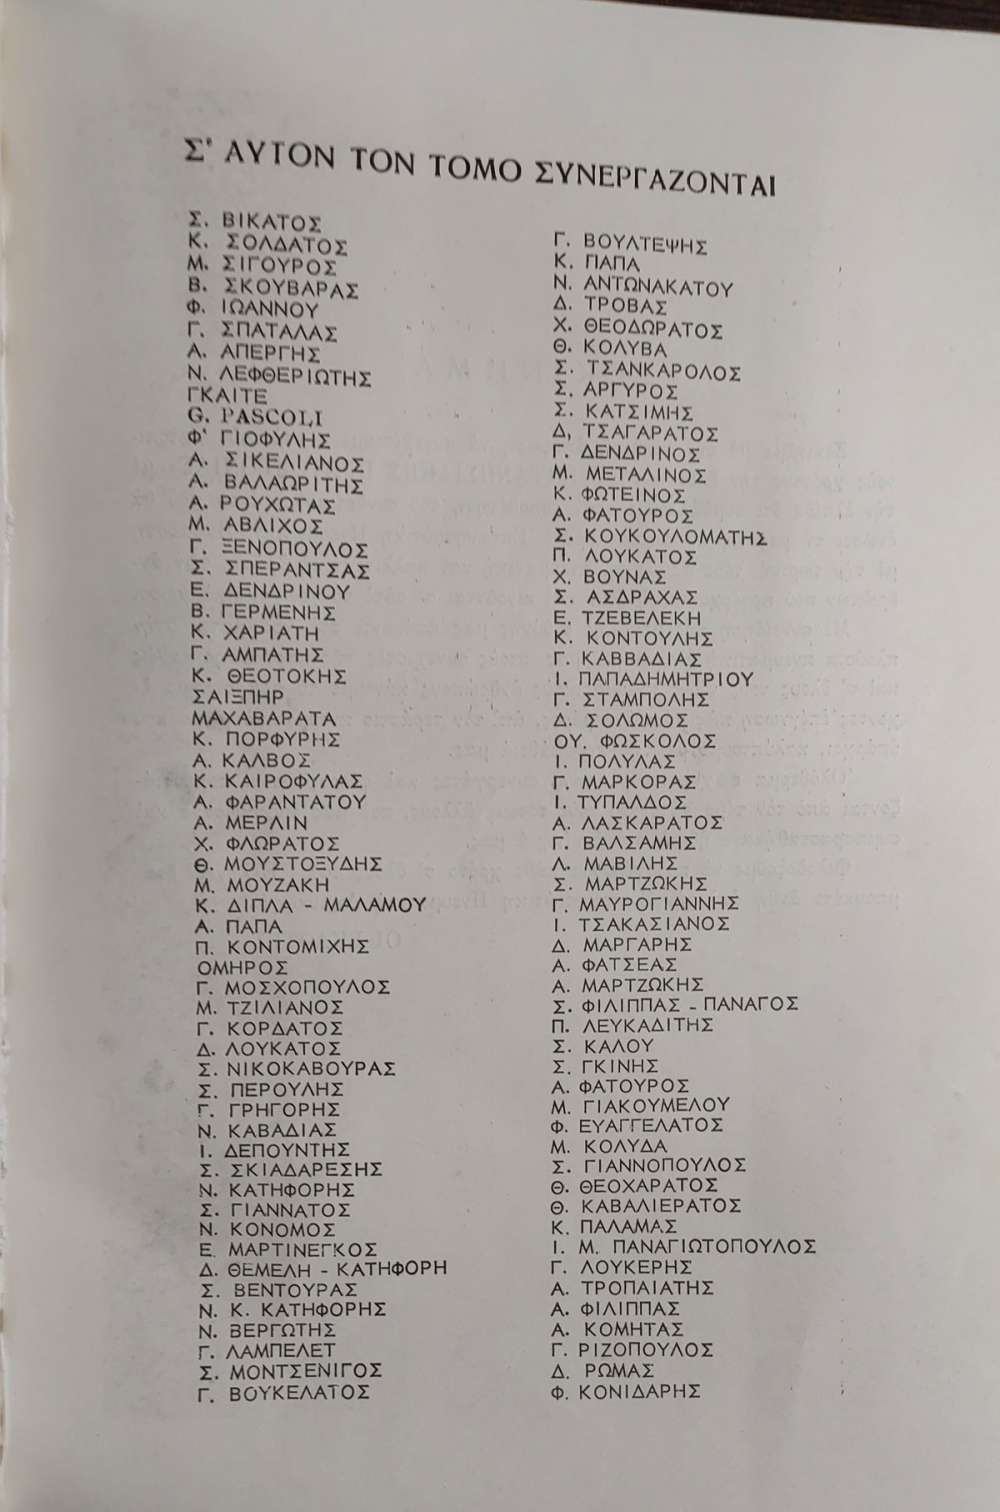 Σ' ΑΥΤΟΝ ΤΟΝ ΤΟΜΟ ΣΥΝΕΡΓΑΖΟΝΤΑΙ
Σ. ΒΙΚΑΤΟΣ
Κ. ΣΟΛΔΑΤΟΣ
Μ. ΣΙΓΟΥΡΟΣ
Β. ΣΚΟΥΒΑΡΑΣ
Φ. ΙΩΑΝΝΟΥ
Γ. ΣΠΑΤΑΛΑΣ
Α. ΑΠΕΡΓΗΣ
Ν. ΛΕΦΘΕΡΙΩΤΗΣ
ΓΚΑΙΤΕ
G. PASCOLI
Φ' ΓΙΟΦΥΛΗΣ
Α. ΣΙΚΕΛΙΑΝΟΣ
Α. ΒΑΛΑΩΡΙΤΗΣ
Α. ΡΟΥΧΩΤΑΣ
Μ. ΑΒΛΙΧΟΣ
Γ. ΞΕΝΟΠΟΥΛΟΣ
Σ. ΣΠΕΡΑΝΤΣΑΣ
Ε. ΔΕΝΔΡΙΝΟΥ
Β. ΓΕΡΜΕΝΗΣ
Κ. ΧΑΡΙΑΤΗ
Γ. ΑΜΠΑΤΗΣ
Κ. ΘΕΟΤΟΚΗΣ
ΣΑΙΞΠΗΡ
ΜΑΧΑΒΑΡΑΤΑ
Κ. ΠΟΡΦΥΡΗΣ
Α. ΚΑΛΒΟΣ
Κ. ΚΑΙΡΟΦΥΛΑΣ
Α. ΦΑΡΑΝΤΑΤΟΥ
Α. ΜΕΡΛΙΝ
Χ. ΦΛΩΡΑΤΟΣ
Θ. ΜΟΥΣΤΟΞΥΔΗΣ
Μ. ΜΟΥΖΑΚΗ
Κ. ΔΙΠΛΑ - ΜΑΛΑΜΟΥ
Α. ΠΑΠΑ
Π. ΚΟΝΤΟΜΙΧΗΣ
ΟΜΗΡΟΣ
Γ. ΜΟΣΧΟΠΟΥΛΟΣ
Μ. ΤΖΙΛΙΑΝΟΣ
Γ. ΚΟΡΔΑΤΟΣ
Δ. ΛΟΥΚΑΤΟΣ
Σ. ΝΙΚΟΚΑΒΟΥΡΑΣ
Σ. ΠΕΡΟΥΛΗΣ
Γ. ΓΡΗΓΟΡΗΣ
Ν. ΚΑΒΑΔΙΑΣ
Ι. ΔΕΠΟΥΝΤΗΣ
Σ. ΣΚΙΑΔΑΡΕΣΗΣ
Ν. ΚΑΤΗΦΟΡΗΣ
Σ. ΓΙΑΝΝΑΤΟΣ
Ν. ΚΟΝΟΜΟΣ
Ε. ΜΑΡΤΙΝΕΓΚΟΣ
Δ. ΘΕΜΕΛΗ - ΚΑΤΗΦΟΡΗ
Σ. ΒΕΝΤΟΥΡΑΣ
Ν. Κ. ΚΑΤΗΦΟΡΗΣ
Ν. ΒΕΡΓΩΤΗΣ
Γ. ΛΑΜΠΕΛΕΤ
Σ. ΜΟΝΤΣΕΝΙΓΟΣ
Γ. ΒΟΥΚΕΛΑΤΟΣ
Γ. ΒΟΥΛΤΕΨΗΣ
Κ. ΠΑΠΑ
Ν. ΑΝΤΩΝΑΚΑΤΟΥ
Δ. ΤΡΟΒΑΣ
Χ. ΘΕΟΔΩΡΑΤΟΣ
Θ. ΚΟΛΥΒΑ
Σ. ΤΣΑΝΚΑΡΟΛΟΣ
Σ. ΑΡΓΥΡΟΣ
Σ. ΚΑΤΣΙΜΗΣ
Δ, ΤΣΑΓΑΡΑΤΟΣ
Γ. ΔΕΝΔΡΙΝΟΣ
Μ. ΜΕΤΑΛΙΝΟΣ
Κ. ΦΩΤΕΙΝΟΣ
Α. ΦΑΤΟΥΡΟΣ
Σ. ΚΟΥΚΟΥΛΟΜΑΤΗΣ
Π. ΛΟΥΚΑΤΟΣ
Χ. ΒΟΥΝΑΣ
Σ. ΑΣΔΡΑΧΑΣ
Ε. ΤΖΕΒΕΛΕΚΗ
Κ. ΚΟΝΤΟΥΛΗΣ
Γ. ΚΑΒΒΑΔΙΑΣ
Ι. ΠΑΠΑΔΗΜΗΤΡΙΟΥ
Γ. ΣΤΑΜΠΟΛΗΣ
Δ. ΣΟΛΩΜΟΣ
ΟΥ. ΦΩΣΚΟΛΟΣ
Ι. ΠΟΛΥΛΑΣ
Γ. ΜΑΡΚΟΡΑΣ
Ι. ΤΥΠΑΛΔΟΣ
Α. ΛΑΣΚΑΡΑΤΟΣ
Γ. ΒΑΛΣΑΜΗΣ
Λ. ΜΑΒΙΛΗΣ
Σ. ΜΑΡΤΖΩΚΗΣ
Γ. ΜΑΥΡΟΓΙΑΝΝΗΣ
Ι. ΤΣΑΚΑΣΙΑΝΟΣ
Δ. ΜΑΡΓΑΡΗΣ
Α. ΦΑΤΣΕΑΣ
Α. ΜΑΡΤΖΩΚΗΣ
Σ. ΦΙΛΙΠΠΑΣ - ΠΑΝΑΓΟΣ
Π. ΛΕΥΚΑΔΙΤΗΣ
Σ. ΚΑΛΟΥ
Σ. ΓΚΙΝΗΣ
Α. ΦΑΤΟΥΡΟΣ
Μ. ΓΙΑΚΟΥΜΕΛΟΥ
Φ. ΕΥΑΓΓΕΛΑΤΟΣ
Μ. ΚΟΛΥΔΑ
Σ. ΓΙΑΝΝΟΠΟΥΛΟΣ
Θ. ΘΕΟΧΑΡΑΤΟΣ
Θ. ΚΑΒΑΛΙΕΡΑΤΟΣ
Κ. ΠΑΛΑΜΑΣ
Ι. Μ. ΠΑΝΑΓΙΩΤΟΠΟΥΛΟΣ
Γ. ΛΟΥΚΕΡΗΣ
Α. ΤΡΟΠΑΙΑΤΗΣ
Α. ΦΙΛΙΠΠΑΣ
Α. ΚΟΜΗΤΑΣ
Γ. ΡΙΖΟΠΟΥΛΟΣ
Δ. ΡΩΜΑΣ
Φ. ΚΟΝΙΔΑΡΗΣ